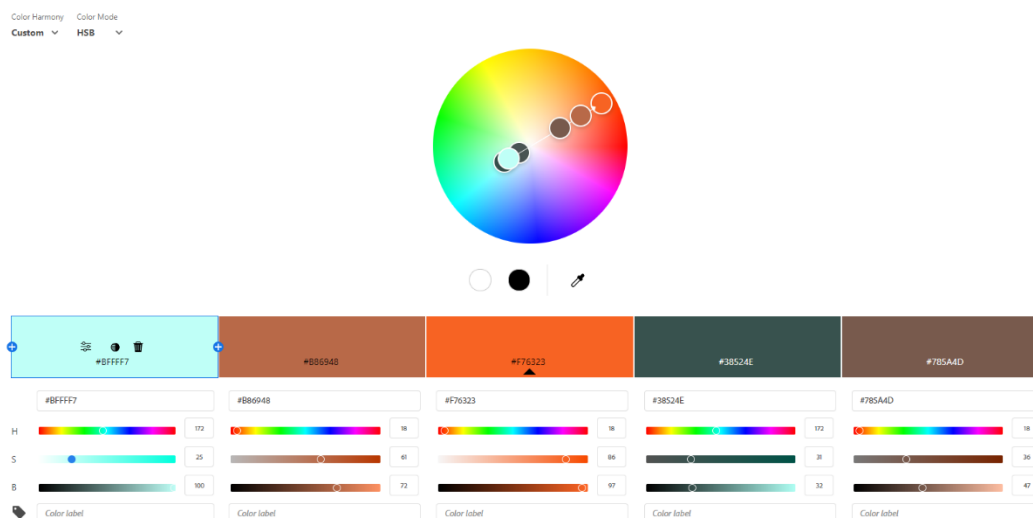 Color Harmony Color Mode
Custom HSB
#BFFFF7 #B86948 #F76323 #38524E #785A4D
#BFFFF7 #B86948 #F76323 #38524E #785A4D
H 172 18 18 172 18
S 25 61 86 31 36
B 100 72 97 32 47
Color label Color label Color label Color label Color label